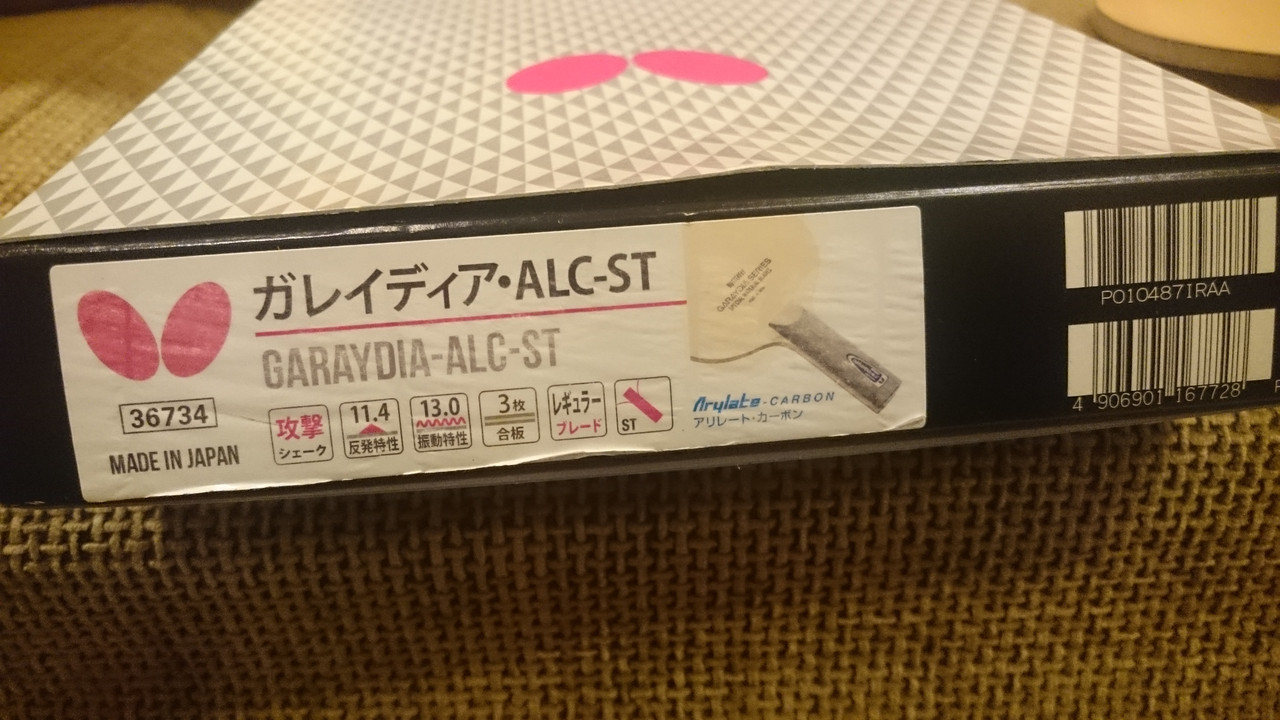 ガレイディア・ALC-ST
GARAYDIA-ALC-ST
36734
MADE IN JAPAN
攻撃
シェーク
11.4
反発特性
13.0
振動特性
3枚
合板
レギュラー
ブレード
ST
Arylate-CARBON
アリレート・カーボン
P010487IRAA
4 906901 167728